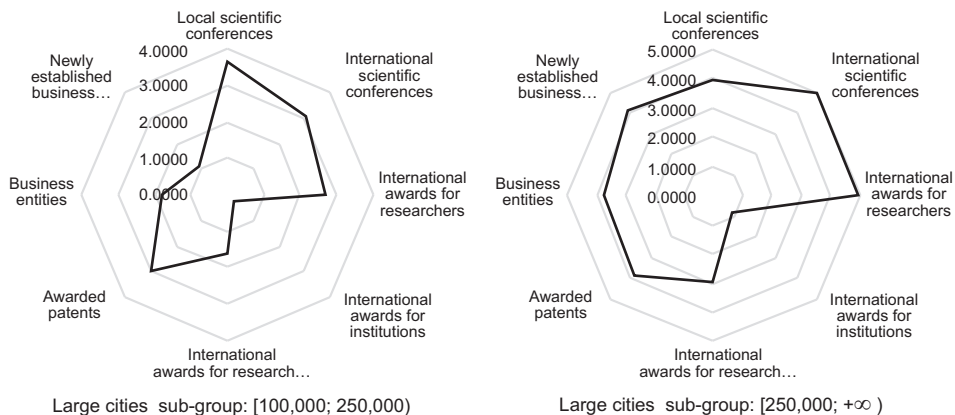 Local scientific
conferences
4.0000
3.0000
2.0000
1.0000
0.0000
Newly
established
business…
International
scientific
conferences
Business
entities
International
awards for
researchers
Awarded
patents
International
awards for
institutions
International
awards for research…
Large cities sub-group: [100,000; 250,000)
Local scientific
conferences
5.0000
4.0000
3.0000
2.0000
1.0000
0.0000
Newly
established
business…
International
scientific
conferences
Business
entities
International
awards for
researchers
Awarded
patents
International
awards for
institutions
International
awards for research…
Large cities sub-group: [250,000; +∞ )